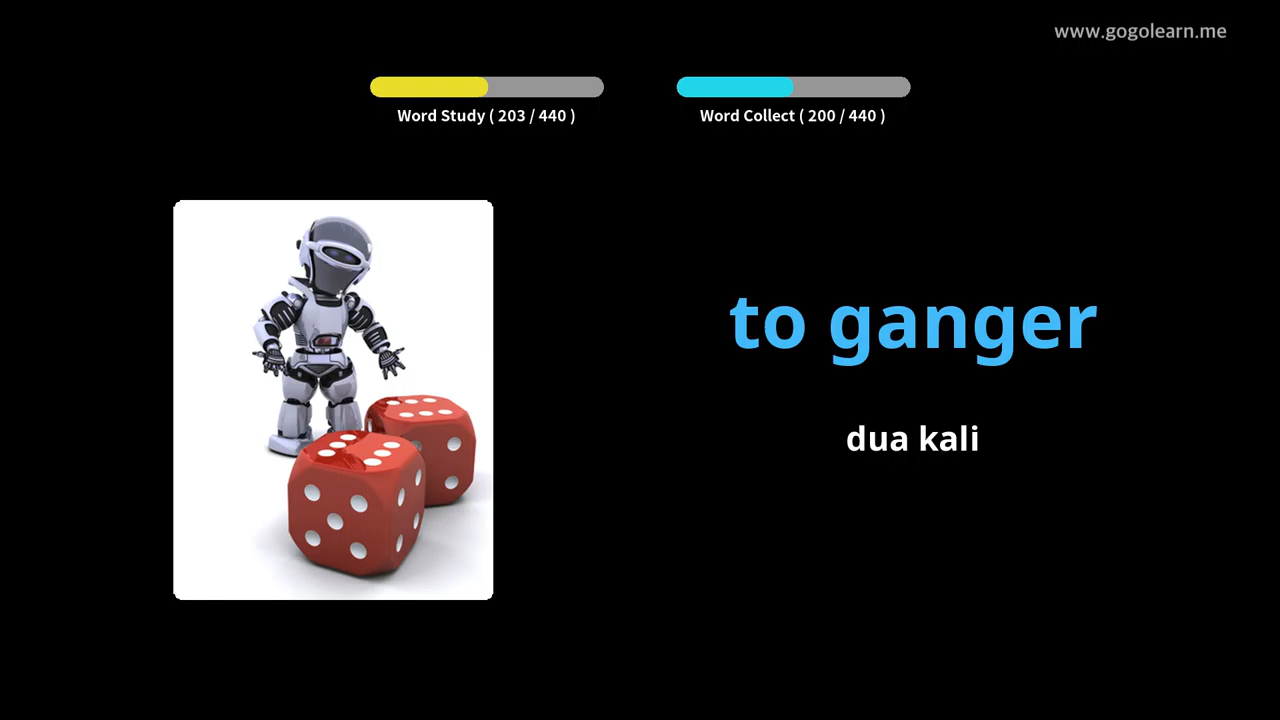 www.gogolearn.me
Word Study ( 203 / 440 )
Word Collect ( 200 / 440 )
to ganger
dua kali